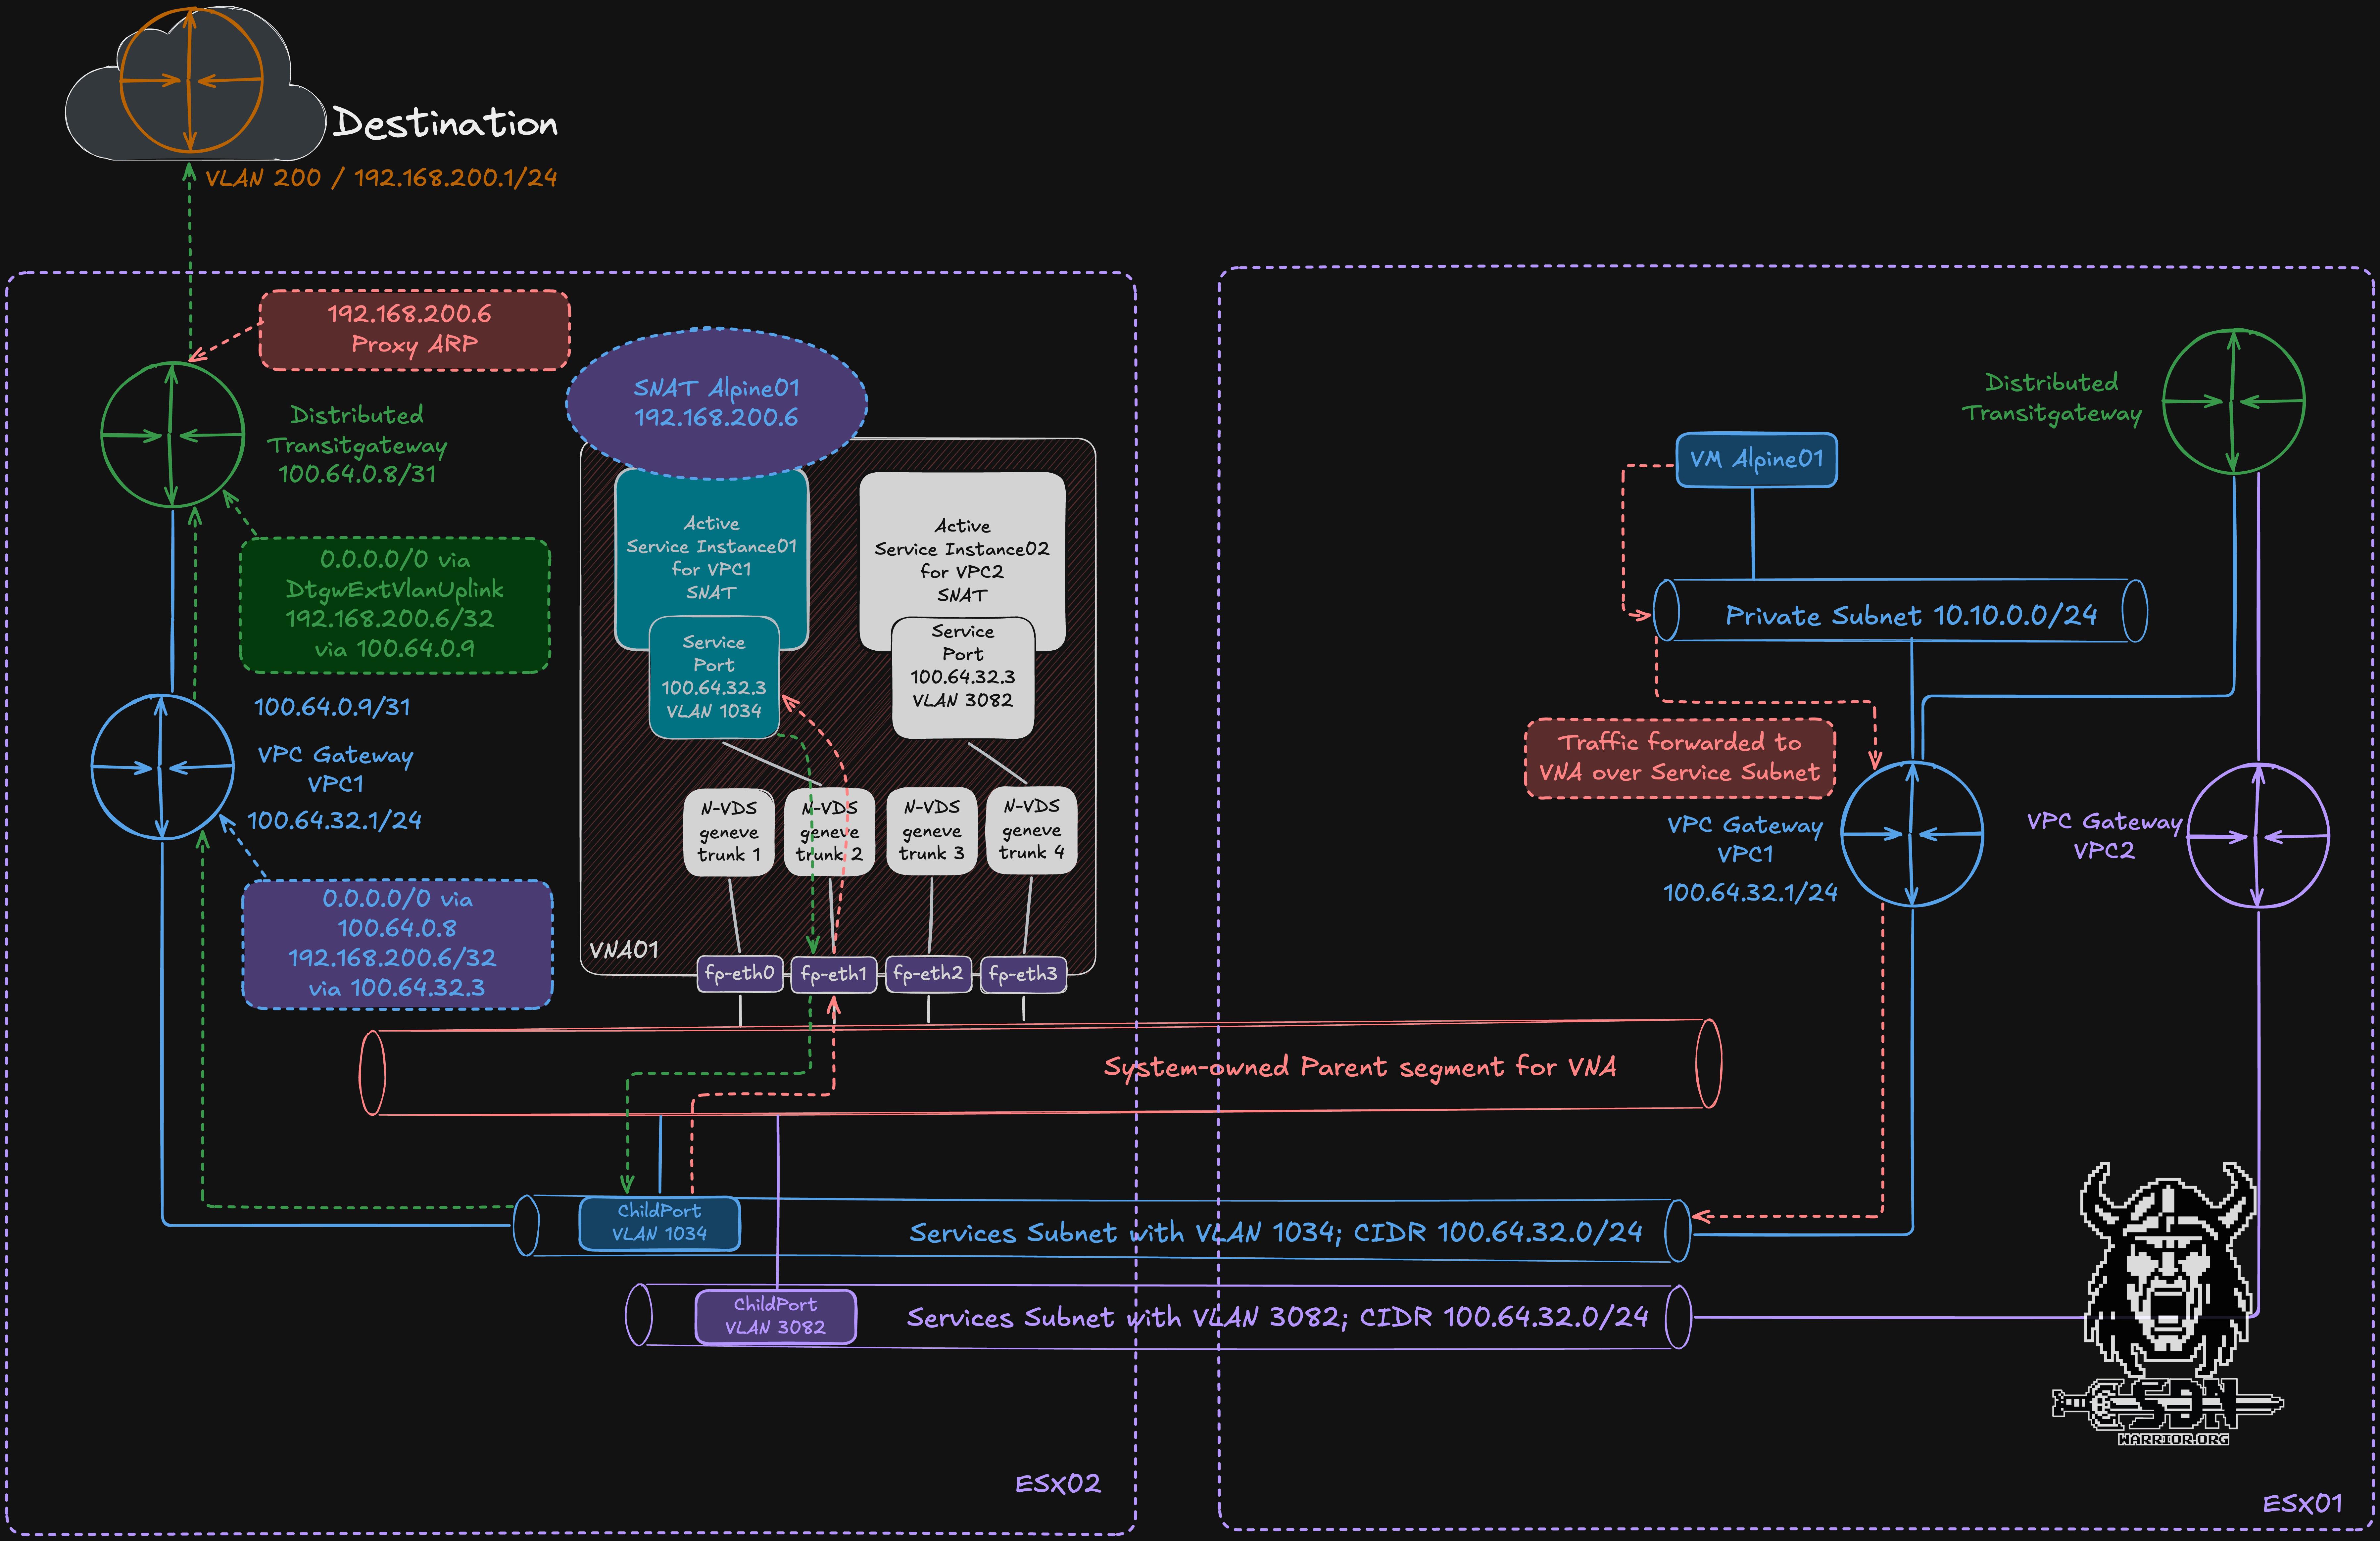 Destination
VLAN 200 / 192.168.200.1/24
192.168.200.6
Proxy ARP
Distributed
Transitgateway
100.64.0.8/31
0.0.0.0/0 via
DtgwExtVlanUplink
192.168.200.6/32
via 100.64.0.9
100.64.0.9/31
VPC Gateway
VPC1
100.64.32.1/24
0.0.0.0/0 via
100.64.0.8
192.168.200.6/32
via 100.64.32.3
SNAT Alpine01
192.168.200.6
Active
Service Instance01
for VPC1
SNAT
Service
Port
100.64.32.3
VLAN 1034
Active
Service Instance02
for VPC2
SNAT
Service
Port
100.64.32.3
VLAN 3082
N-VDS
geneve
trunk 1
N-VDS
geneve
trunk 2
N-VDS
geneve
trunk 3
N-VDS
geneve
trunk 4
VNA01
fp-eth0
fp-eth1
fp-eth2
fp-eth3
System-owned Parent segment for VNA
ChildPort
VLAN 1034
Services Subnet with VLAN 1034; CIDR 100.64.32.0/24
ChildPort
VLAN 3082
Services Subnet with VLAN 3082; CIDR 100.64.32.0/24
ESX02
Distributed
Transitgateway
VM Alpine01
Private Subnet 10.10.0.0/24
Traffic forwarded to
VNA over Service Subnet
VPC Gateway
VPC1
100.64.32.1/24
VPC Gateway
VPC2
SDN
WARRIOR.ORG
ESX01